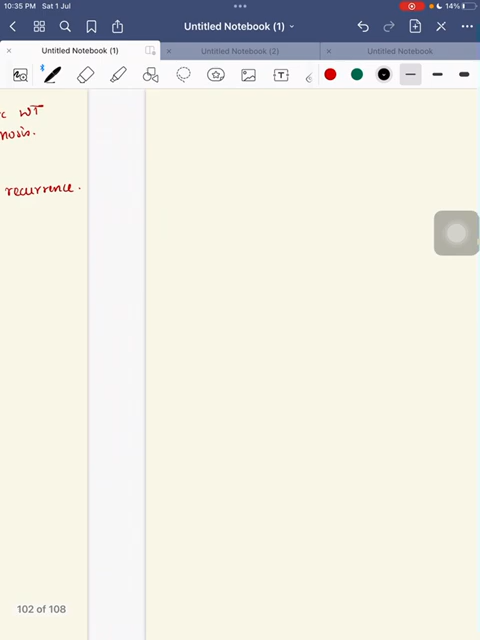 10:35 PM Sat 1 Jul
14%
Untitled Notebook (1)
Untitled Notebook (1)
Untitled Notebook (2)
Untitled Notebook
T
WT
nosis.
recurrence.
102 of 108